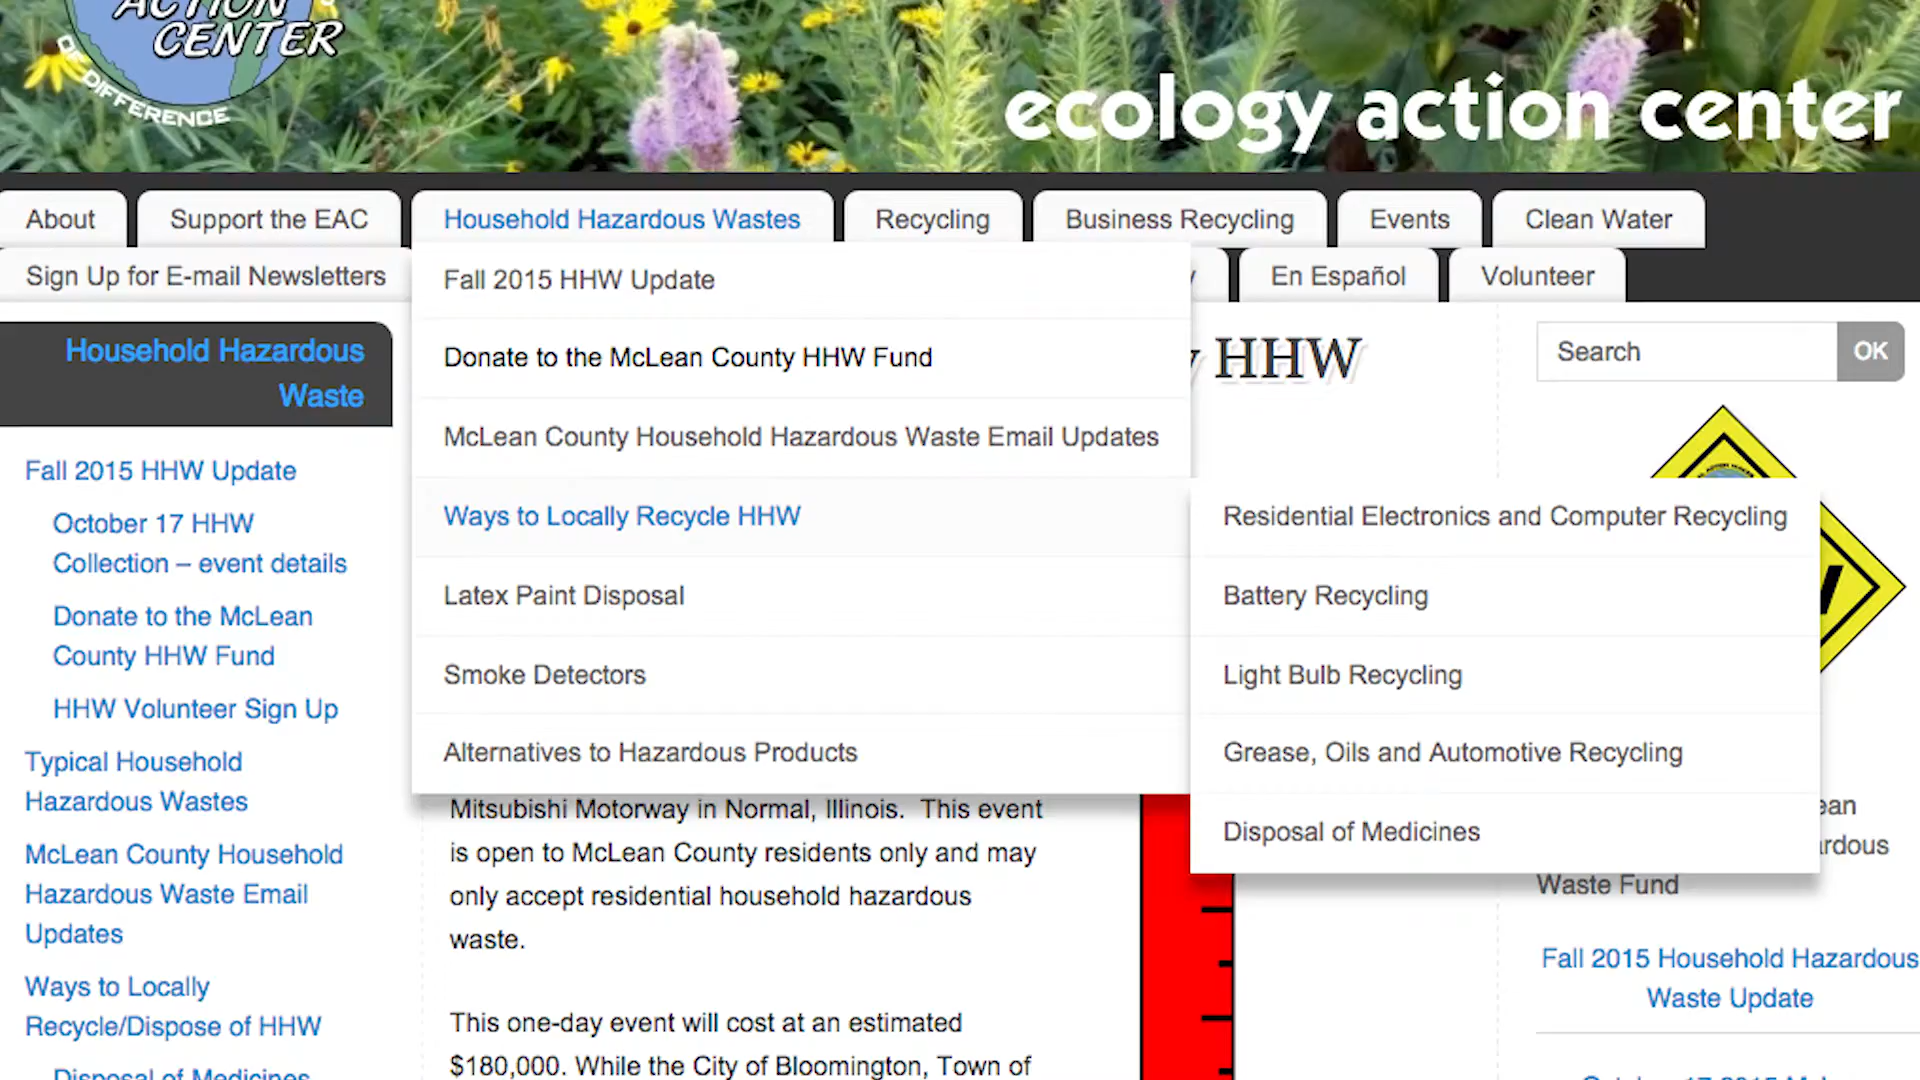 ACTION
CENTER
OF DIFFERENCE
ecology action center
About
Support the EAC
Household Hazardous Wastes
Recycling
Business Recycling
Events
Clean Water
Sign Up for E-mail Newsletters
En Español
Volunteer
Fall 2015 HHW Update
Donate to the McLean County HHW Fund
McLean County Household Hazardous Waste Email Updates
Ways to Locally Recycle HHW
Latex Paint Disposal
Smoke Detectors
Alternatives to Hazardous Products
Residential Electronics and Computer Recycling
Battery Recycling
Light Bulb Recycling
Grease, Oils and Automotive Recycling
Disposal of Medicines
Household Hazardous
Waste
Fall 2015 HHW Update
October 17 HHW
Collection – event details
Donate to the McLean
County HHW Fund
HHW Volunteer Sign Up
Typical Household
Hazardous Wastes
McLean County Household
Hazardous Waste Email
Updates
Ways to Locally
Recycle/Dispose of HHW
Disposal of Medicines
HHW
Mitsubishi Motorway in Normal, Illinois. This event
is open to McLean County residents only and may
only accept residential household hazardous
waste.
This one-day event will cost at an estimated
$180,000. While the City of Bloomington, Town of
Search
OK
Waste Fund
Fall 2015 Household Hazardous
Waste Update